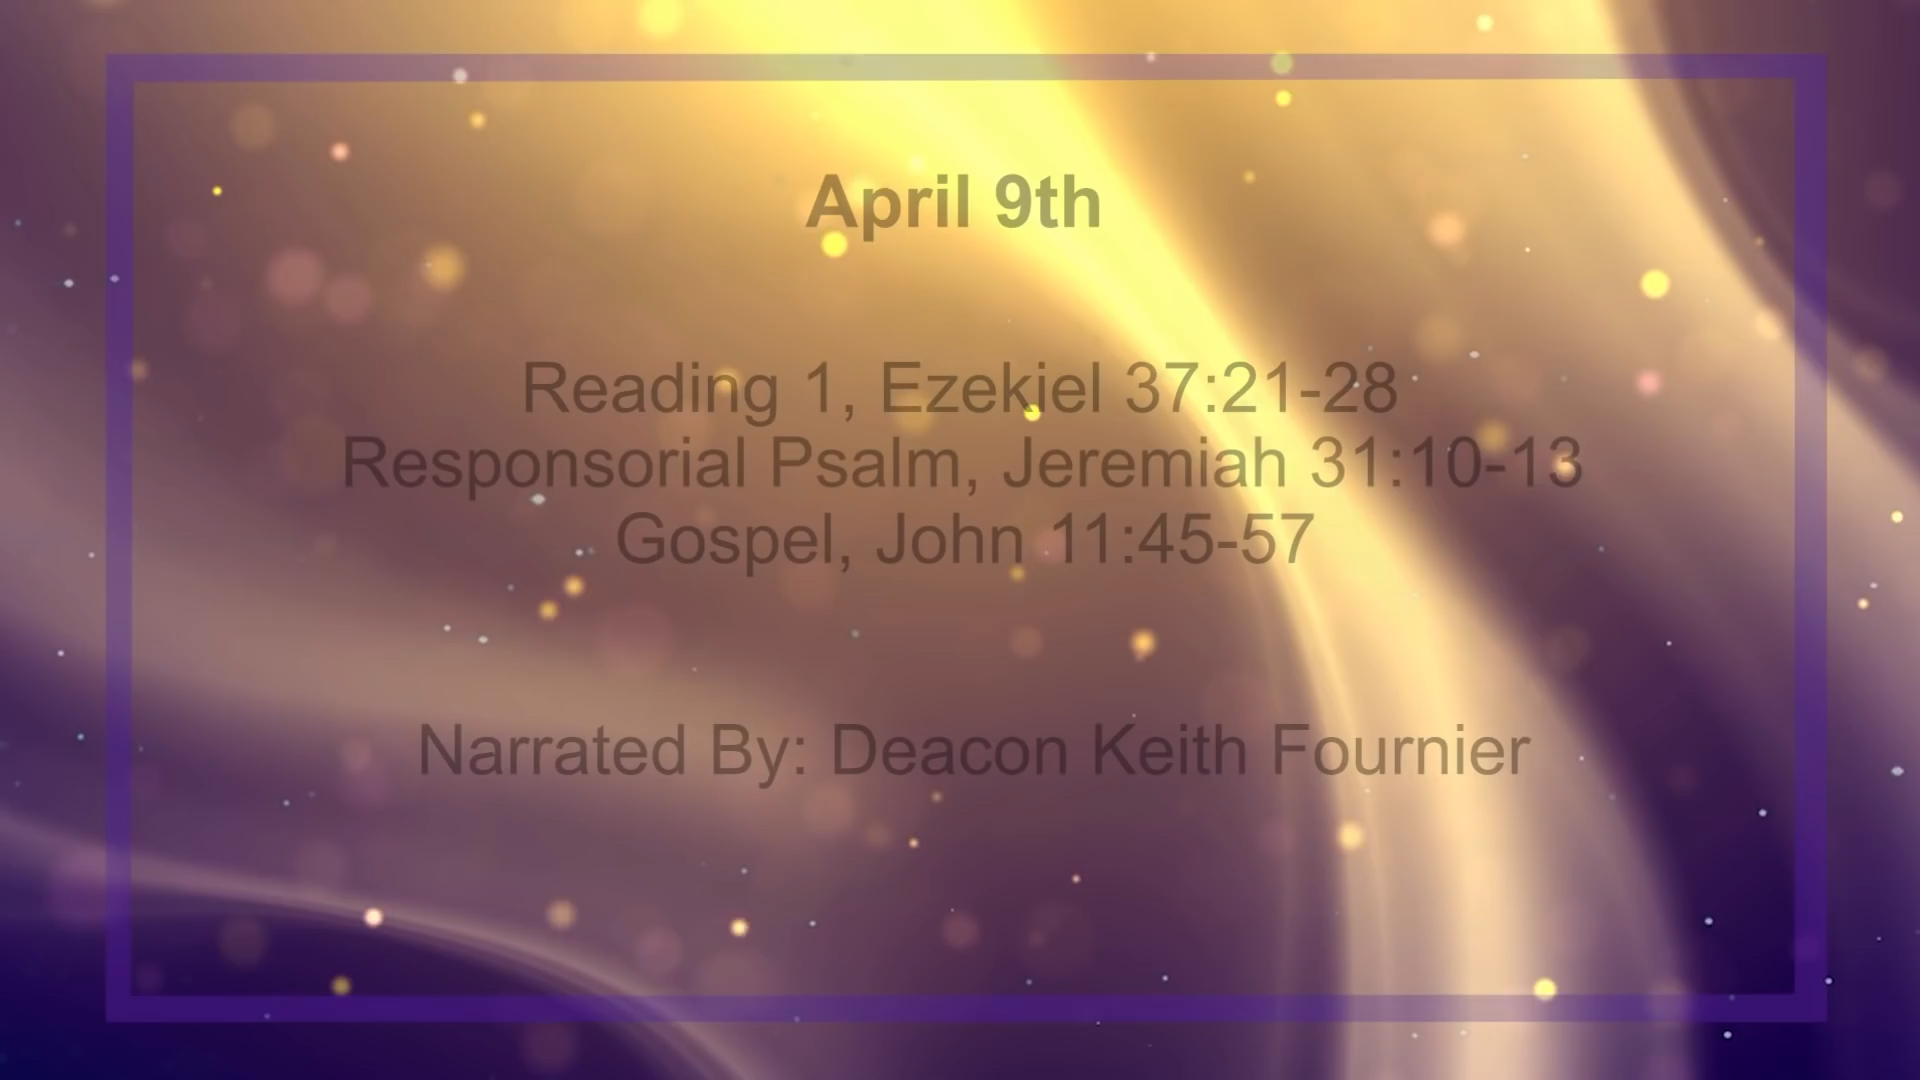 April 9th
Reading 1, Ezekiel 37:21-28
Responsorial Psalm, Jeremiah 31:10-13
Gospel, John 11:45-57
Narrated By: Deacon Keith Fournier